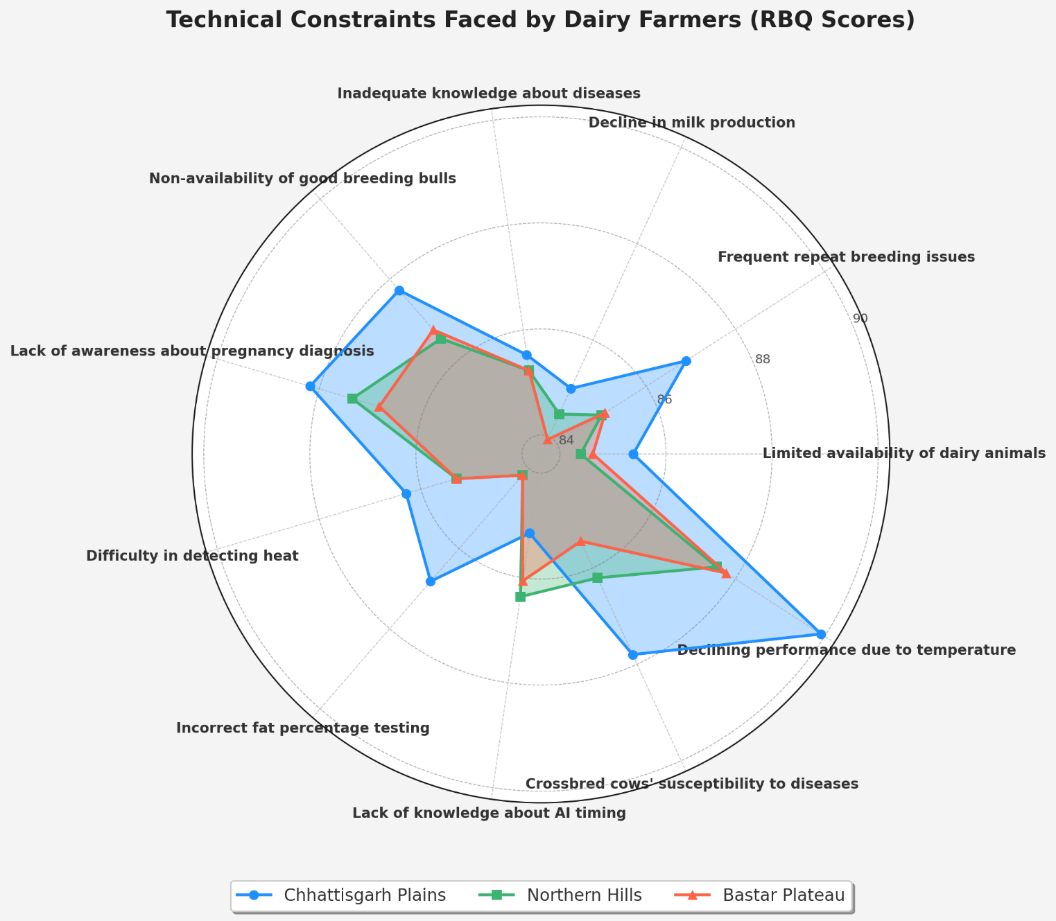 Technical Constraints Faced by Dairy Farmers (RBQ Scores)
Inadequate knowledge about diseases
Decline in milk production
Non-availability of good breeding bulls
Frequent repeat breeding issues
90
Lack of awareness about pregnancy diagnosis
88
86
84
Limited availability of dairy animals
Difficulty in detecting heat
Declining performance due to temperature
Incorrect fat percentage testing
Crossbred cows' susceptibility to diseases
Lack of knowledge about AI timing
Chhattisgarh Plains
Northern Hills
Bastar Plateau